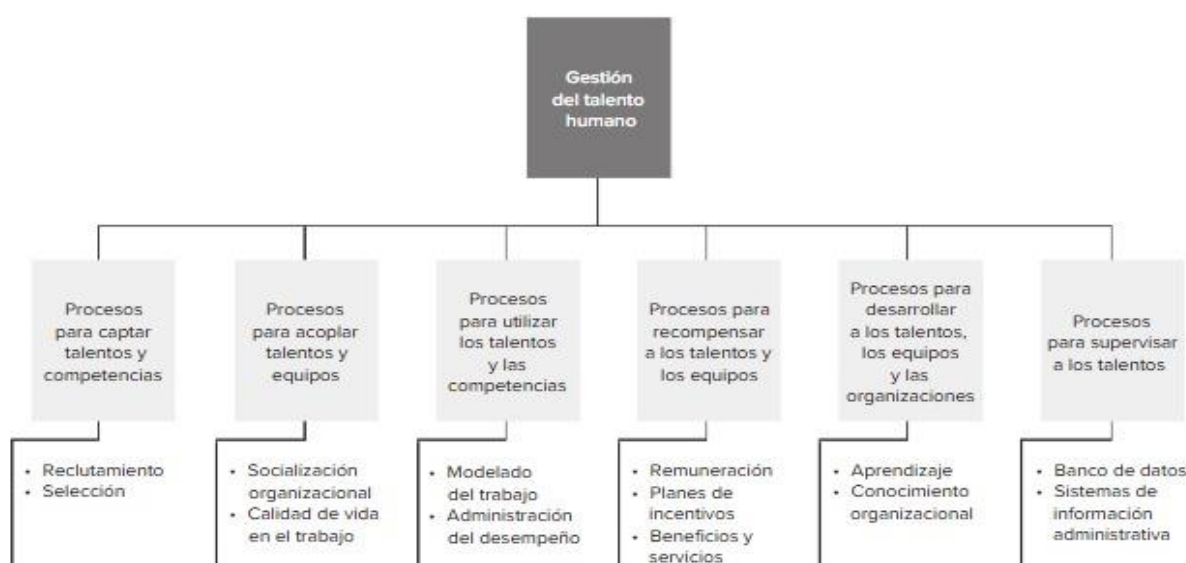 Gestión
del talento
humano
Procesos
para captar
talentos y
competencias
Procesos
para acoplar
talentos y
equipos
Procesos
para utilizar
los talentos
y las
competencias
Procesos para
recompensar
a los talentos y
los equipos
Procesos para
desarrollar
a los talentos,
los equipos
y las
organizaciones
Procesos
para supervisar
a los talentos
• Reclutamiento
• Selección
• Socialización
organizacional
• Calidad de vida
en el trabajo
• Modelado
del trabajo
• Administración
del desempeño
• Remuneración
• Planes de
incentivos
• Beneficios y
servicios
• Aprendizaje
• Conocimiento
organizacional
• Banco de datos
• Sistemas de
información
administrativa